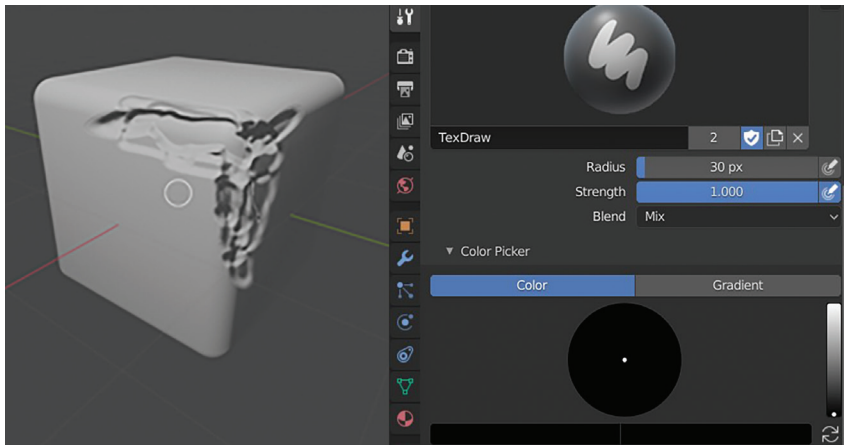 TexDraw 2
Radius 30 px
Strength 1.000
Blend Mix
Color Picker
Color Gradient